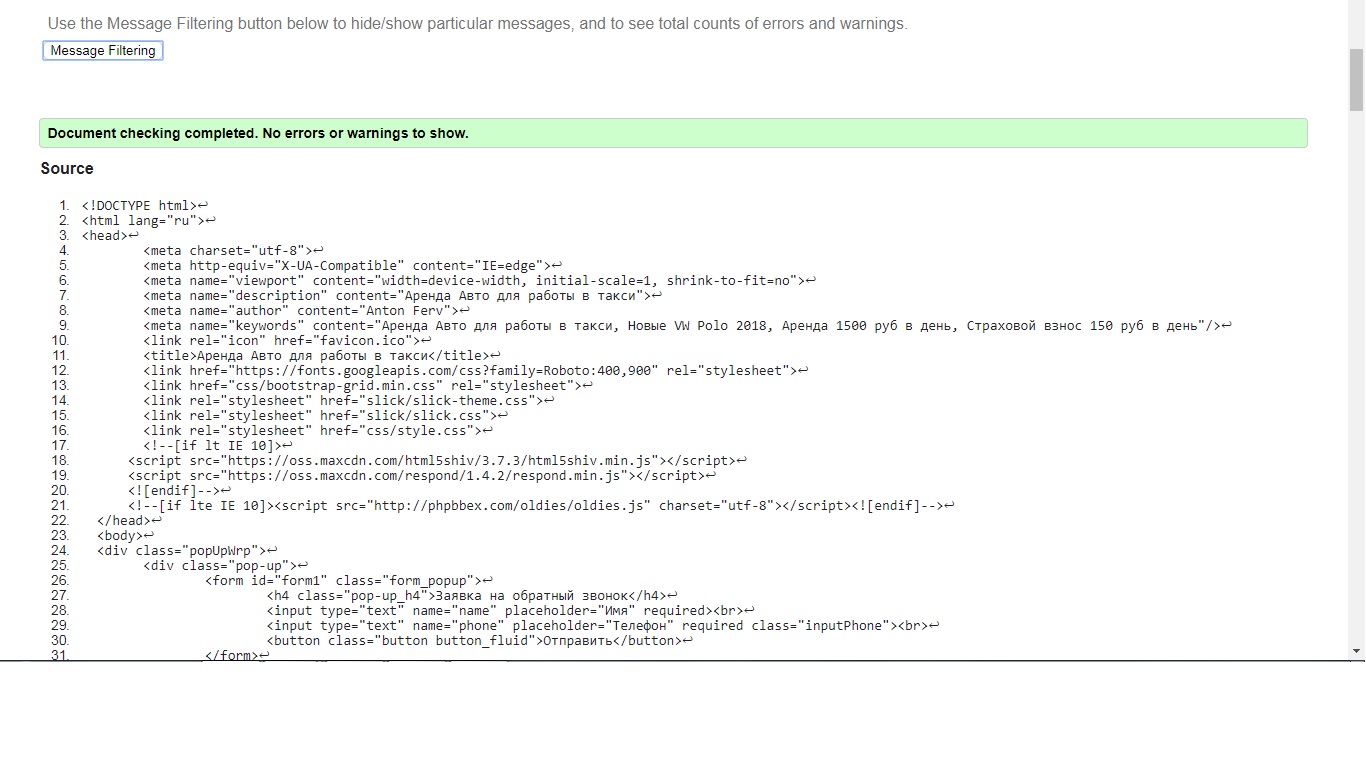 Use the Message Filtering button below to hide/show particular messages, and to see total counts of errors and warnings.
Message Filtering
Document checking completed. No errors or warnings to show.
Source
1. <!DOCTYPE html>↩
2. <html lang="ru">↩
3. <head>↩
4. <meta charset="utf-8">↩
5. <meta http-equiv="X-UA-Compatible" content="IE=edge">↩
6. <meta name="viewport" content="width=device-width, initial-scale=1, shrink-to-fit=no">↩
7. <meta name="description" content="Аренда Авто для работы в такси">↩
8. <meta name="author" content="Anton Ferv">↩
9. <meta name="keywords" content="Аренда Авто для работы в такси, Новые VW Polo 2018, Аренда 1500 руб в день, Страховой взнос 150 руб в день"/>↩
10. <link rel="icon" href="favicon.ico">↩
11. <title>Аренда Авто для работы в такси</title>↩
12. <link href="https://fonts.googleapis.com/css?family=Roboto:400,900" rel="stylesheet">↩
13. <link href="css/bootstrap-grid.min.css" rel="stylesheet">↩
14. <link rel="stylesheet" href="slick/slick-theme.css">↩
15. <link rel="stylesheet" href="slick/slick.css">↩
16. <link rel="stylesheet" href="css/style.css">↩
17. <!--[if lt IE 10]>↩
18. <script src="https://oss.maxcdn.com/html5shiv/3.7.3/html5shiv.min.js"></script>↩
19. <script src="https://oss.maxcdn.com/respond/1.4.2/respond.min.js"></script>↩
20. <![endif]-->↩
21. <!--[if lte IE 10]><script src="http://phpbbex.com/oldies/oldies.js" charset="utf-8"></script><![endif]-->↩
22. </head>↩
23. <body>↩
24. <div class="popUpWrp">↩
25. <div class="pop-up">↩
26. <form id="form1" class="form_popup">↩
27. <h4 class="pop-up_h4">Заявка на обратный звонок</h4>↩
28. <input type="text" name="name" placeholder="Имя" required><br>↩
29. <input type="text" name="phone" placeholder="Телефон" required class="inputPhone"><br>↩
30. <button class="button button_fluid">Отправить</button>↩
31. </form>↩